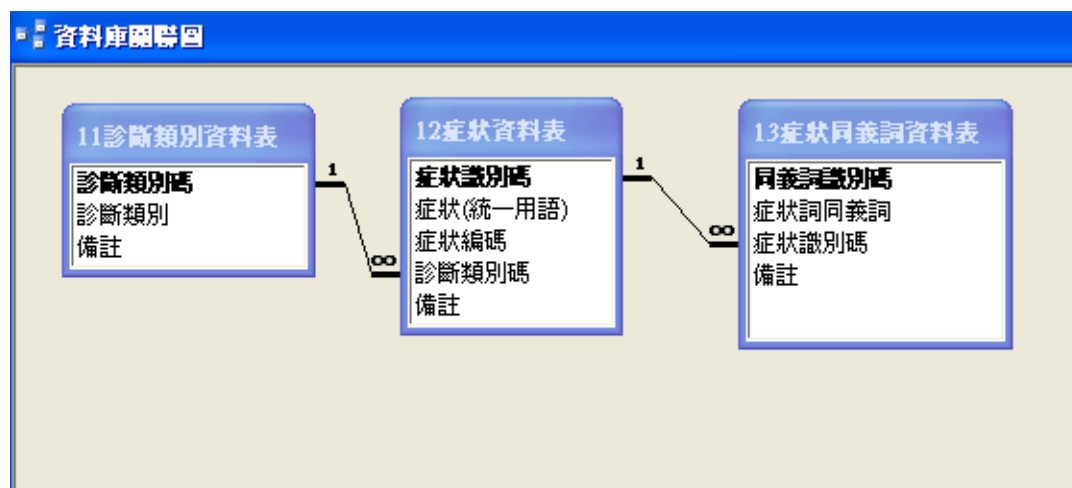 資料庫關聯圖
11診斷類別資料表
診斷類別碼
診斷類別
備註
1
∞
12症狀資料表
症狀識別碼
症狀(統一用語)
症狀編碼
診斷類別碼
備註
1
∞
13症狀同義詞資料表
同義詞識別碼
症狀詞同義詞
症狀識別碼
備註